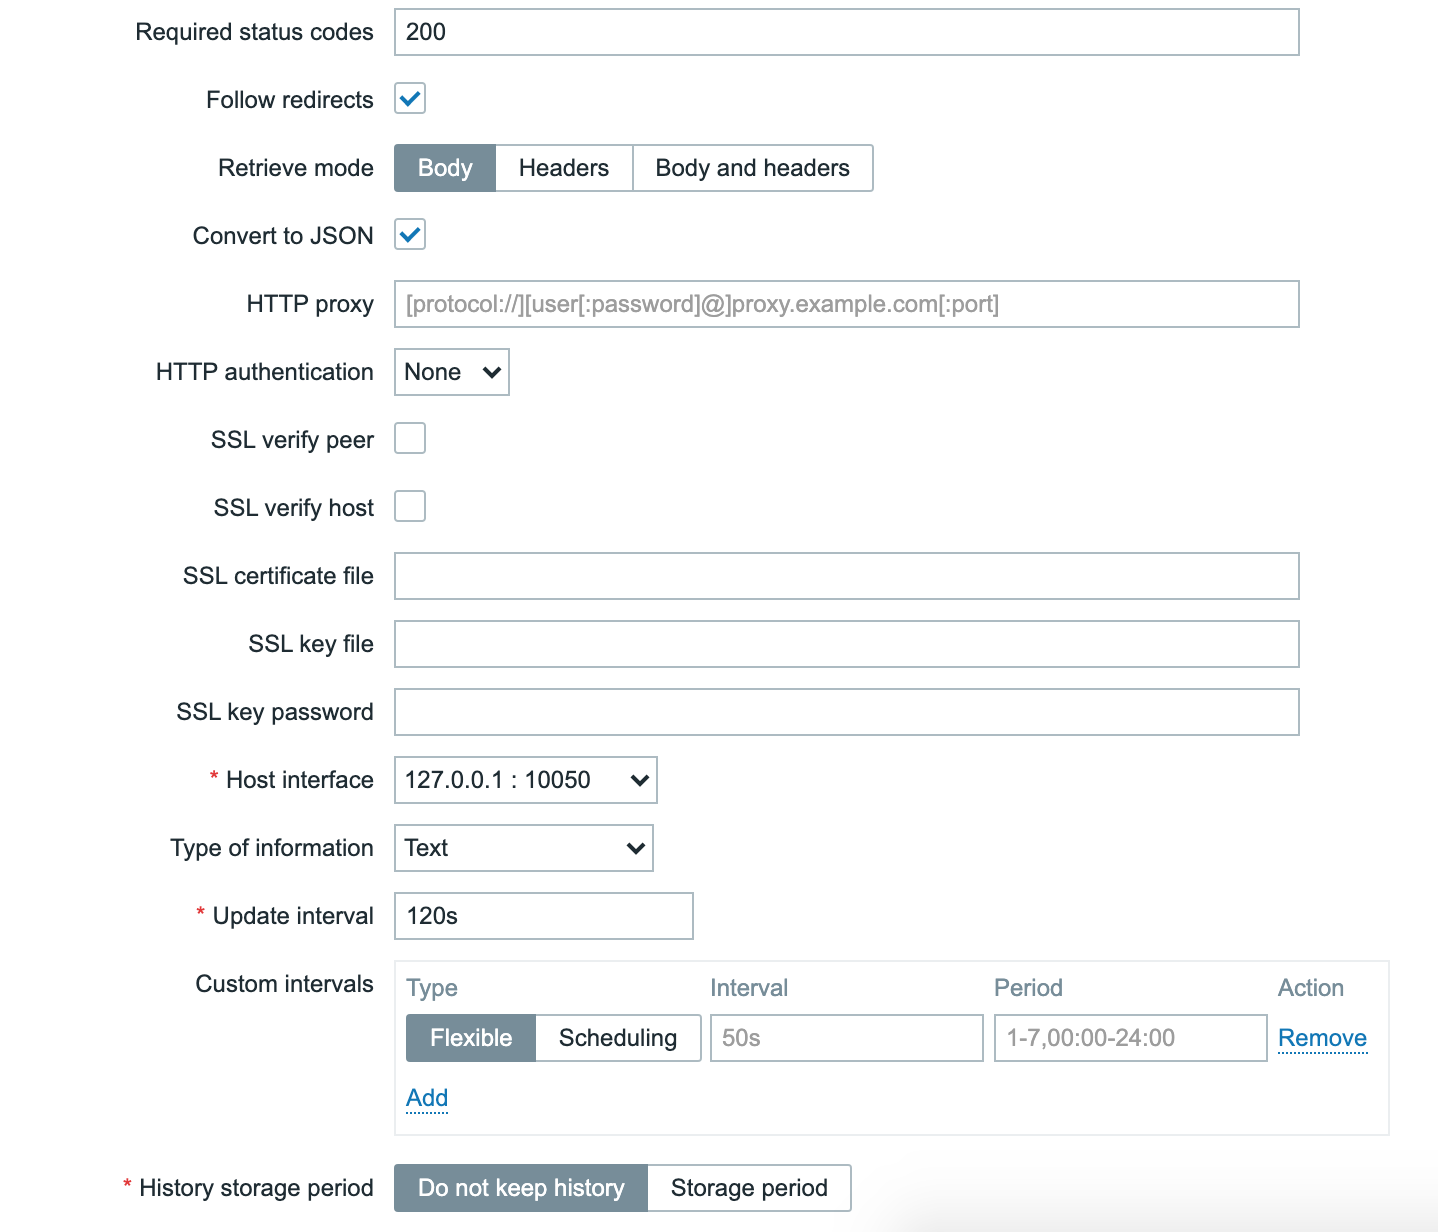 Required status codes 200
Follow redirects
Retrieve mode Body Headers Body and headers
Convert to JSON
HTTP proxy [protocol://][user[:password]@]proxy.example.com[:port]
HTTP authentication None
SSL verify peer
SSL verify host
SSL certificate file
SSL key file
SSL key password
* Host interface 127.0.0.1 : 10050
Type of information Text
* Update interval 120s
Custom intervals Type Interval Period Action
Flexible Scheduling 50s 1-7,00:00-24:00 Remove
Add
* History storage period Do not keep history Storage period